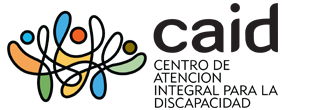 caid
CENTRO DE
ATENCION
INTEGRAL PARA LA
DISCAPACIDAD